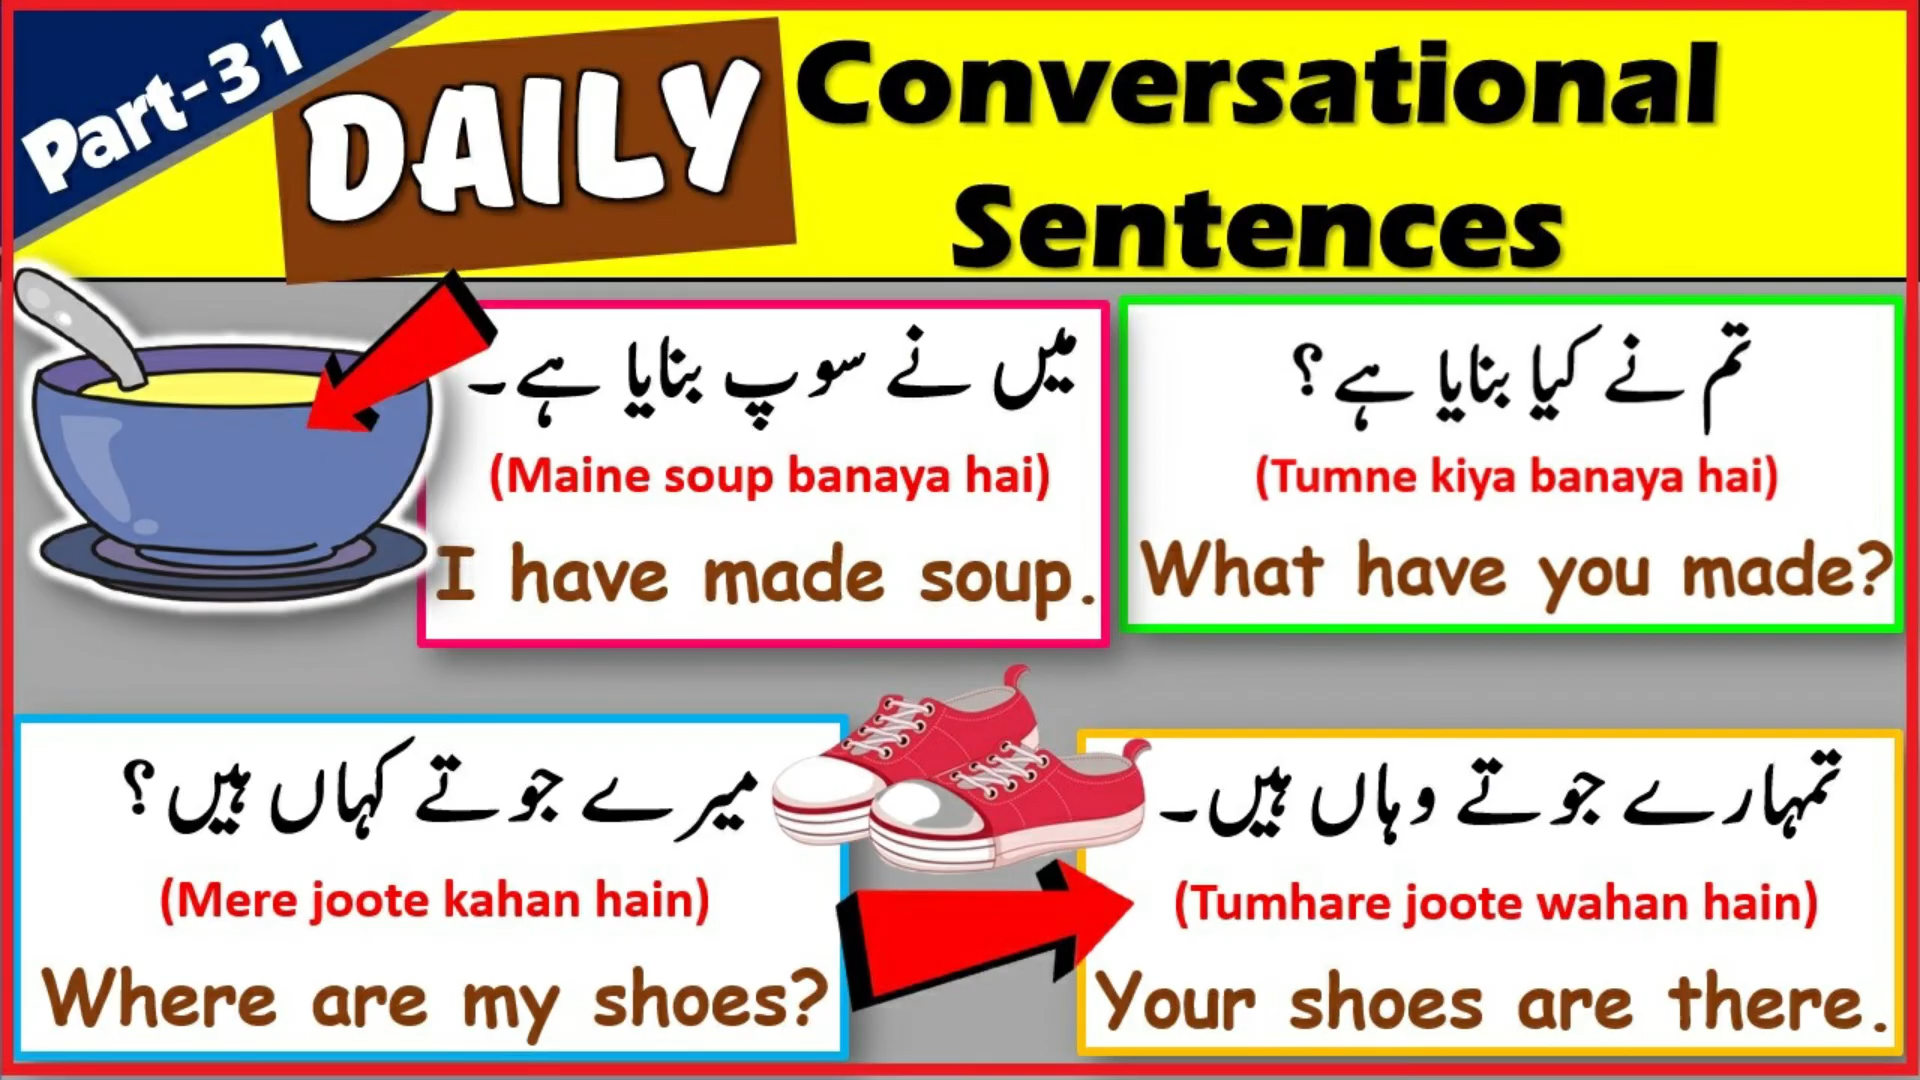 Part-31
DAILY
Conversational
Sentences
میں نے سوپ بنایا ہے۔
(Maine soup banaya hai)
I have made soup.
تم نے کیا بنایا ہے؟
(Tumne kiya banaya hai)
What have you made?
میرے جوتے کہاں ہیں؟
(Mere joote kahan hain)
Where are my shoes?
تمہارے جوتے وہاں ہیں۔
(Tumhare joote wahan hain)
Your shoes are there.